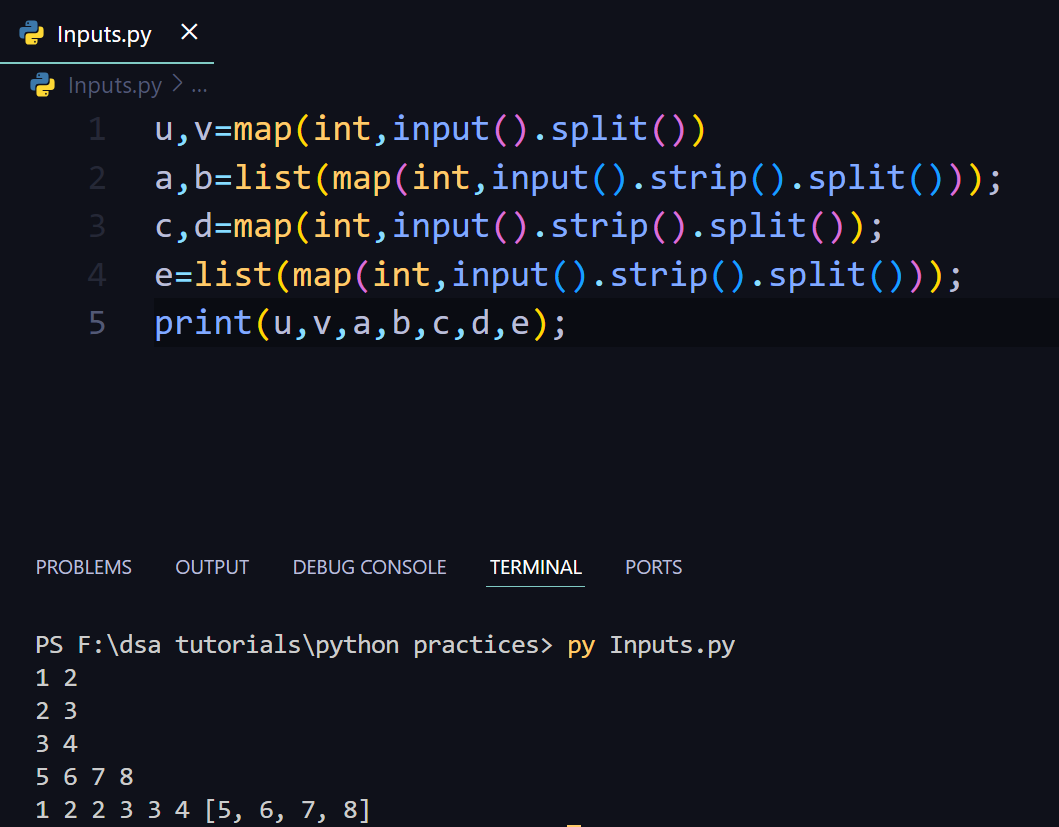 Inputs.py ×
Inputs.py > ...
1 u,v=map(int,input().split())
2 a,b=list(map(int,input().strip().split()));
3 c,d=map(int,input().strip().split());
4 e=list(map(int,input().strip().split()));
5 print(u,v,a,b,c,d,e);
PROBLEMS OUTPUT DEBUG CONSOLE TERMINAL PORTS
PS F:\dsa tutorials\python practices> py Inputs.py
1 2
2 3
3 4
5 6 7 8
1 2 2 3 3 4 [5, 6, 7, 8]